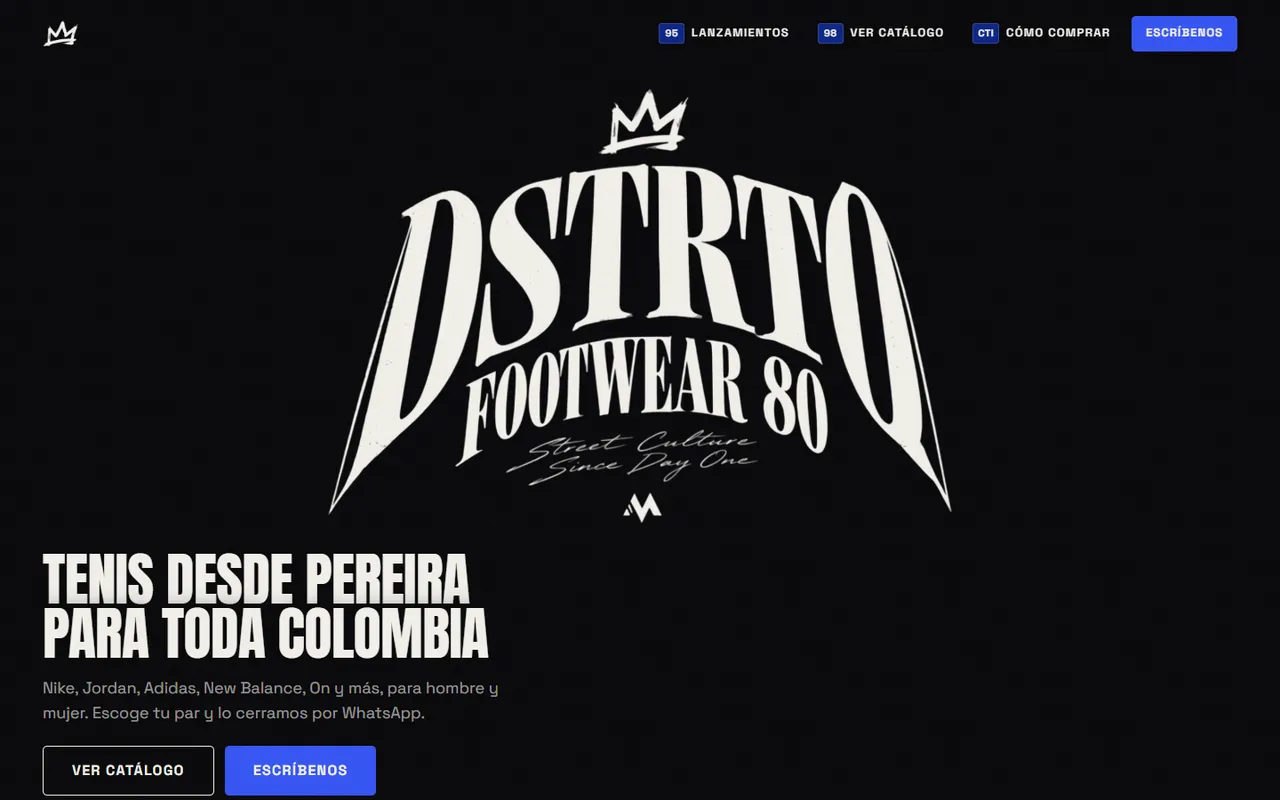 95 LANZAMIENTOS 98 VER CATÁLOGO CTI CÓMO COMPRAR ESCRÍBENOS
DSTRTO
FOOTWEAR 80
Street Culture
Since Day One
TENIS DESDE PEREIRA
PARA TODA COLOMBIA
Nike, Jordan, Adidas, New Balance, On y más, para hombre y
mujer. Escoge tu par y lo cerramos por WhatsApp.
VER CATÁLOGO ESCRÍBENOS